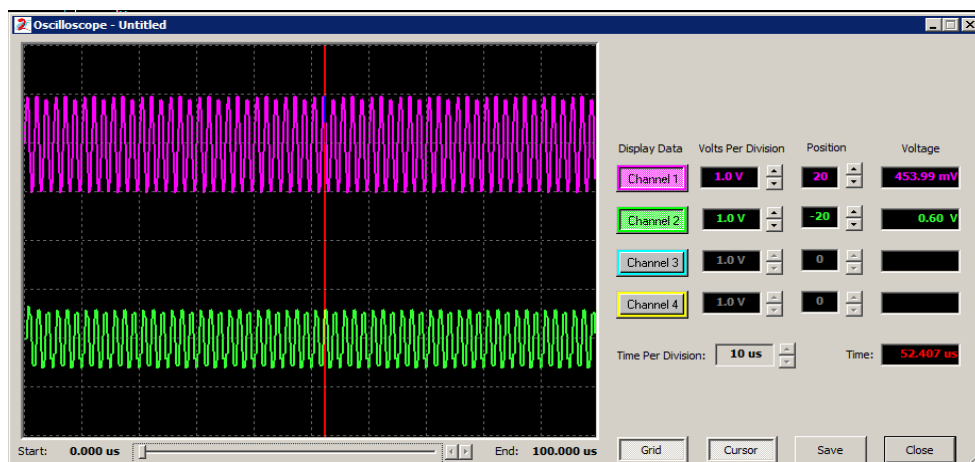 Oscilloscope - Untitled
Display Data Volts Per Division Position Voltage
Channel 1 1.0 V 20 453.99 mV
Channel 2 1.0 V -20 0.60 V
Channel 3 1.0 V 0
Channel 4 1.0 V 0
Time Per Division: 10 us Time: 52.407 us
Start: 0.000 us End: 100.000 us Grid Cursor Save Close